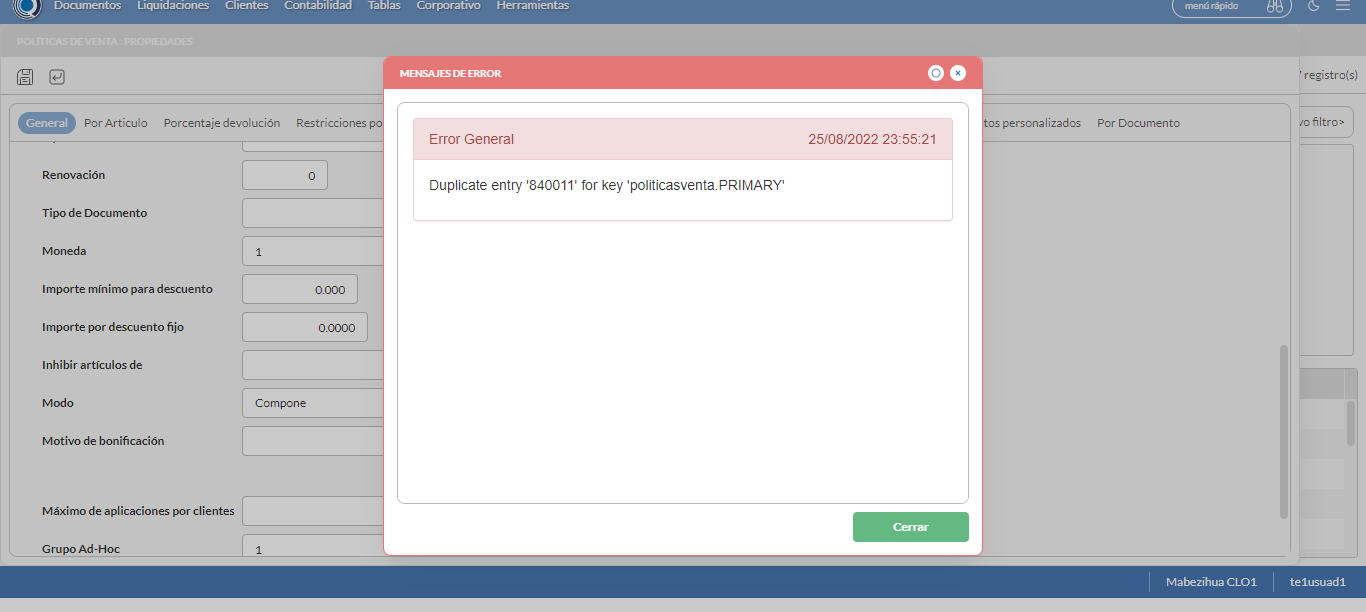 Documentos Liquidaciones Clientes Contabilidad Tablas Corporativo Herramientas menú rápido
POLÍTICAS DE VENTA : PROPIEDADES
MENSAJES DE ERROR
registro(s)
General Por Articulo Porcentaje devolución Restricciones po tos personalizados Por Documento vo filtro>
Error General 25/08/2022 23:55:21
Duplicate entry '840011' for key 'politicasventa.PRIMARY'
Renovación 0
Tipo de Documento
Moneda 1
Importe mínimo para descuento 0.000
Importe por descuento fijo 0.0000
Inhibir artículos de
Modo Compone
Motivo de bonificación
Máximo de aplicaciones por clientes
Cerrar
Grupo Ad-Hoc 1
Mabezihua CLO1 te1usuad1